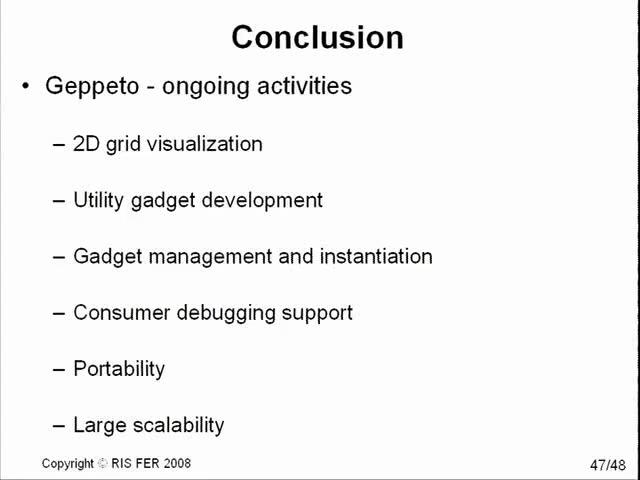 Conclusion
• Geppeto - ongoing activities
– 2D grid visualization
– Utility gadget development
– Gadget management and instantiation
– Consumer debugging support
– Portability
– Large scalability
Copyright © RIS FER 2008
47/48